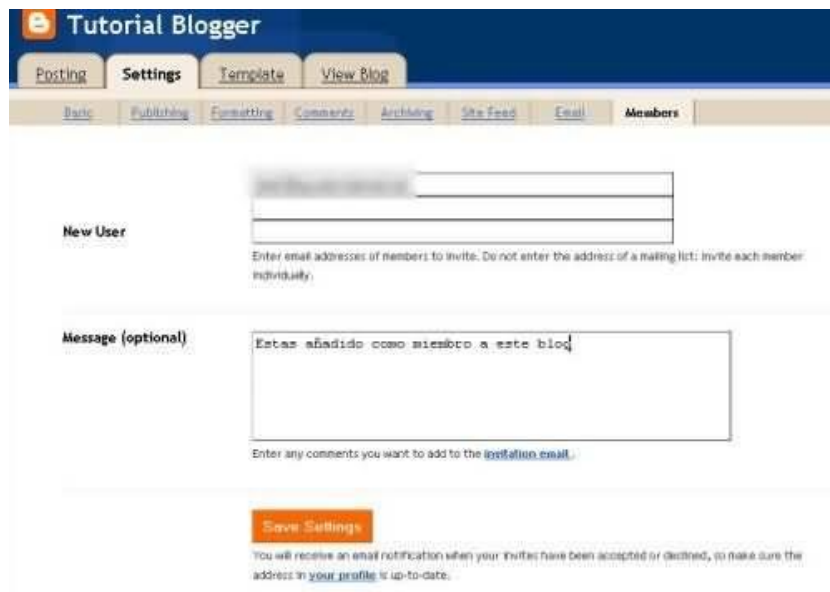 Tutorial Blogger
Posting Settings Template View Blog
Basic Publishing Formatting Comments Archiving Site Feed Email Members
New User
Enter email addresses of members to invite. Do not enter the address of a mailing list; invite each member
individually.
Message (optional)
Estas añadido como miembro a este blog
Enter any comments you want to add to the invitation email.
Save Settings
You will receive an email notification when your invites have been accepted or declined, so make sure the
address in your profile is up-to-date.